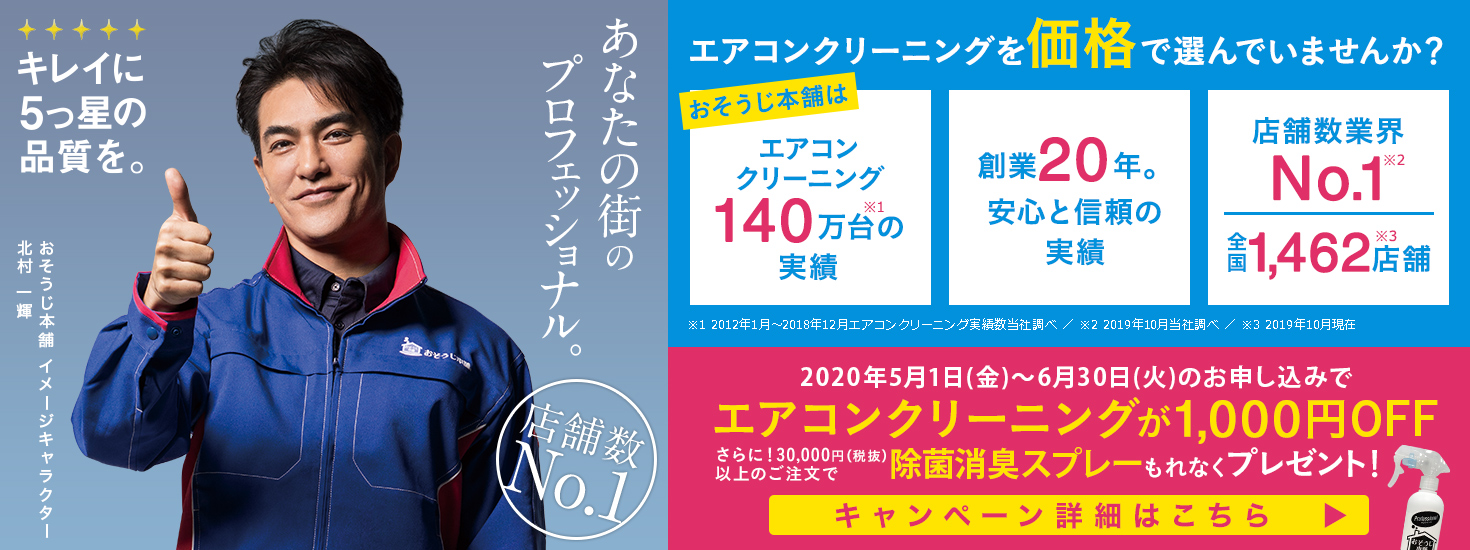 キレイに
5つ星の
品質を。
あなたの街の
プロフェッショナル。
おそうじ本舗 イメージキャラクター
北村 一輝
おそうじ本舗
店舗数
No.1
エアコンクリーニングを価格で選んでいませんか?
おそうじ本舗は
エアコン
クリーニング
140万台の※1
実績
創業20年。
安心と信頼の
実績
店舗数業界
No.1※2
全国1,462店舗※3
※1 2012年1月~2018年12月エアコンクリーニング実績数当社調べ / ※2 2019年10月当社調べ / ※3 2019年10月現在
2020年5月1日(金)~6月30日(火)のお申し込みで
エアコンクリーニングが1,000円OFF
さらに!30,000円(税抜)
以上のご注文で
除菌消臭スプレーもれなくプレゼント!
キャンペーン詳細はこちら ▶
おそうじ